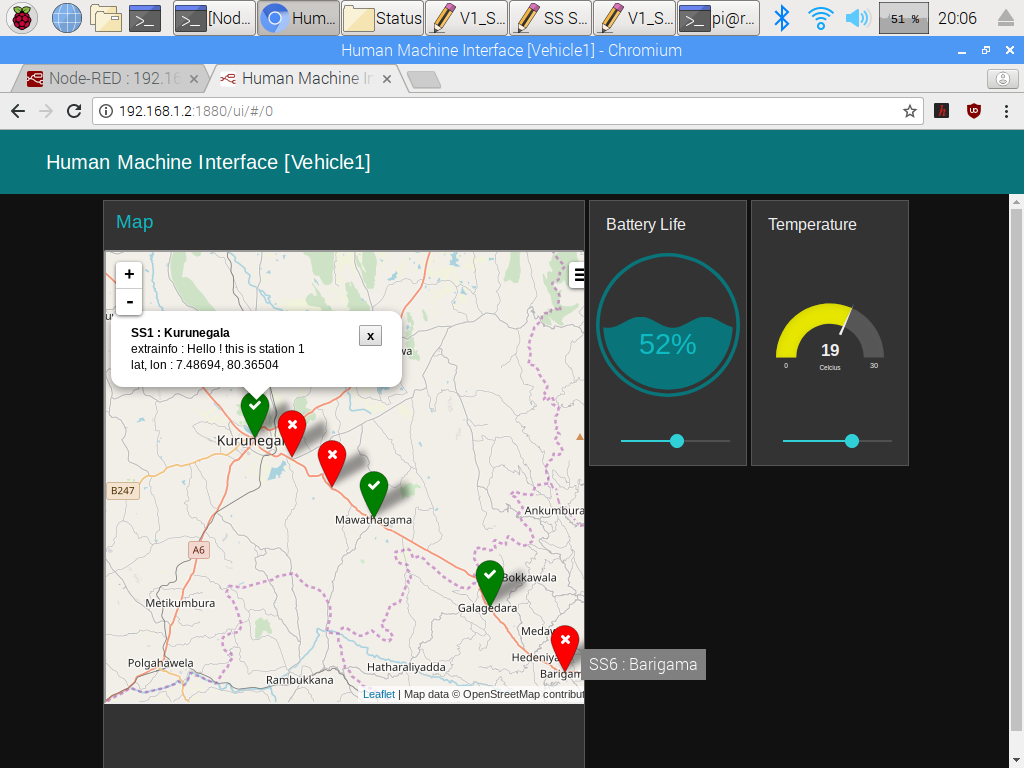 [Nod...
Hum...
Status
V1_S...
SS S...
V1_S...
pi@r...
51 %
20:06
Human Machine Interface [Vehicle1] - Chromium
Node-RED : 192.16
Human Machine In
192.168.1.2:1880/ui/#/0
Human Machine Interface [Vehicle1]
Map
Battery Life
Temperature
+
-
SS1 : Kurunegala
x
extrainfo : Hello ! this is station 1
lat, lon : 7.48694, 80.36504
wa
52%
19
0
Celcius
30
Kurunegal
B247
Mawathagama
Ankumbura
A6
Bokkawala
Metikumbura
Galagedara
Meda
Hedeniya
SS6 : Barigama
Polgahawela
Hatharaliyadda
Barigam
Rambukkana
Leaflet | Map data © OpenStreetMap contribut